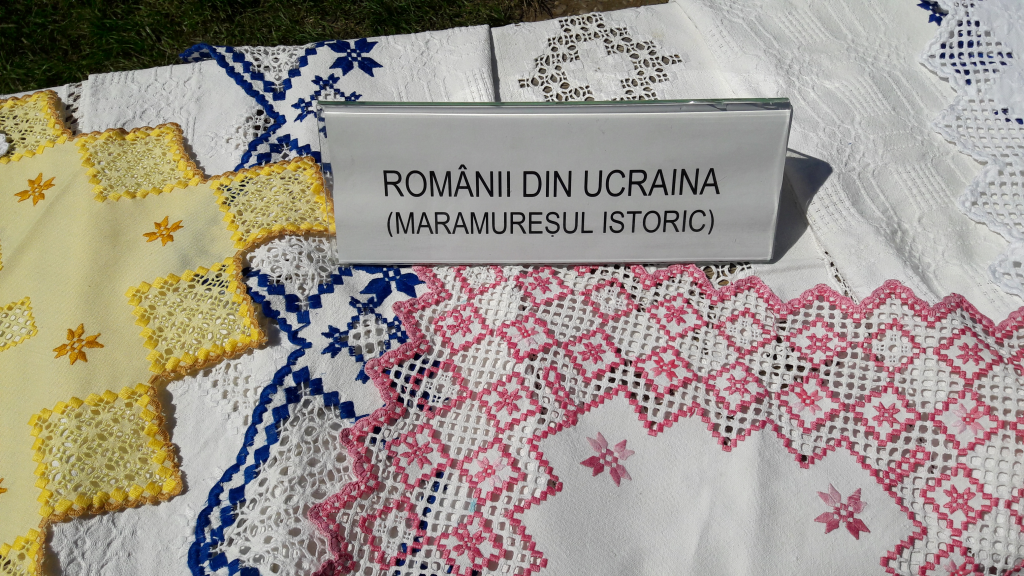 ROMÂNII DIN UCRAINA
(MARAMUREȘUL ISTORIC)